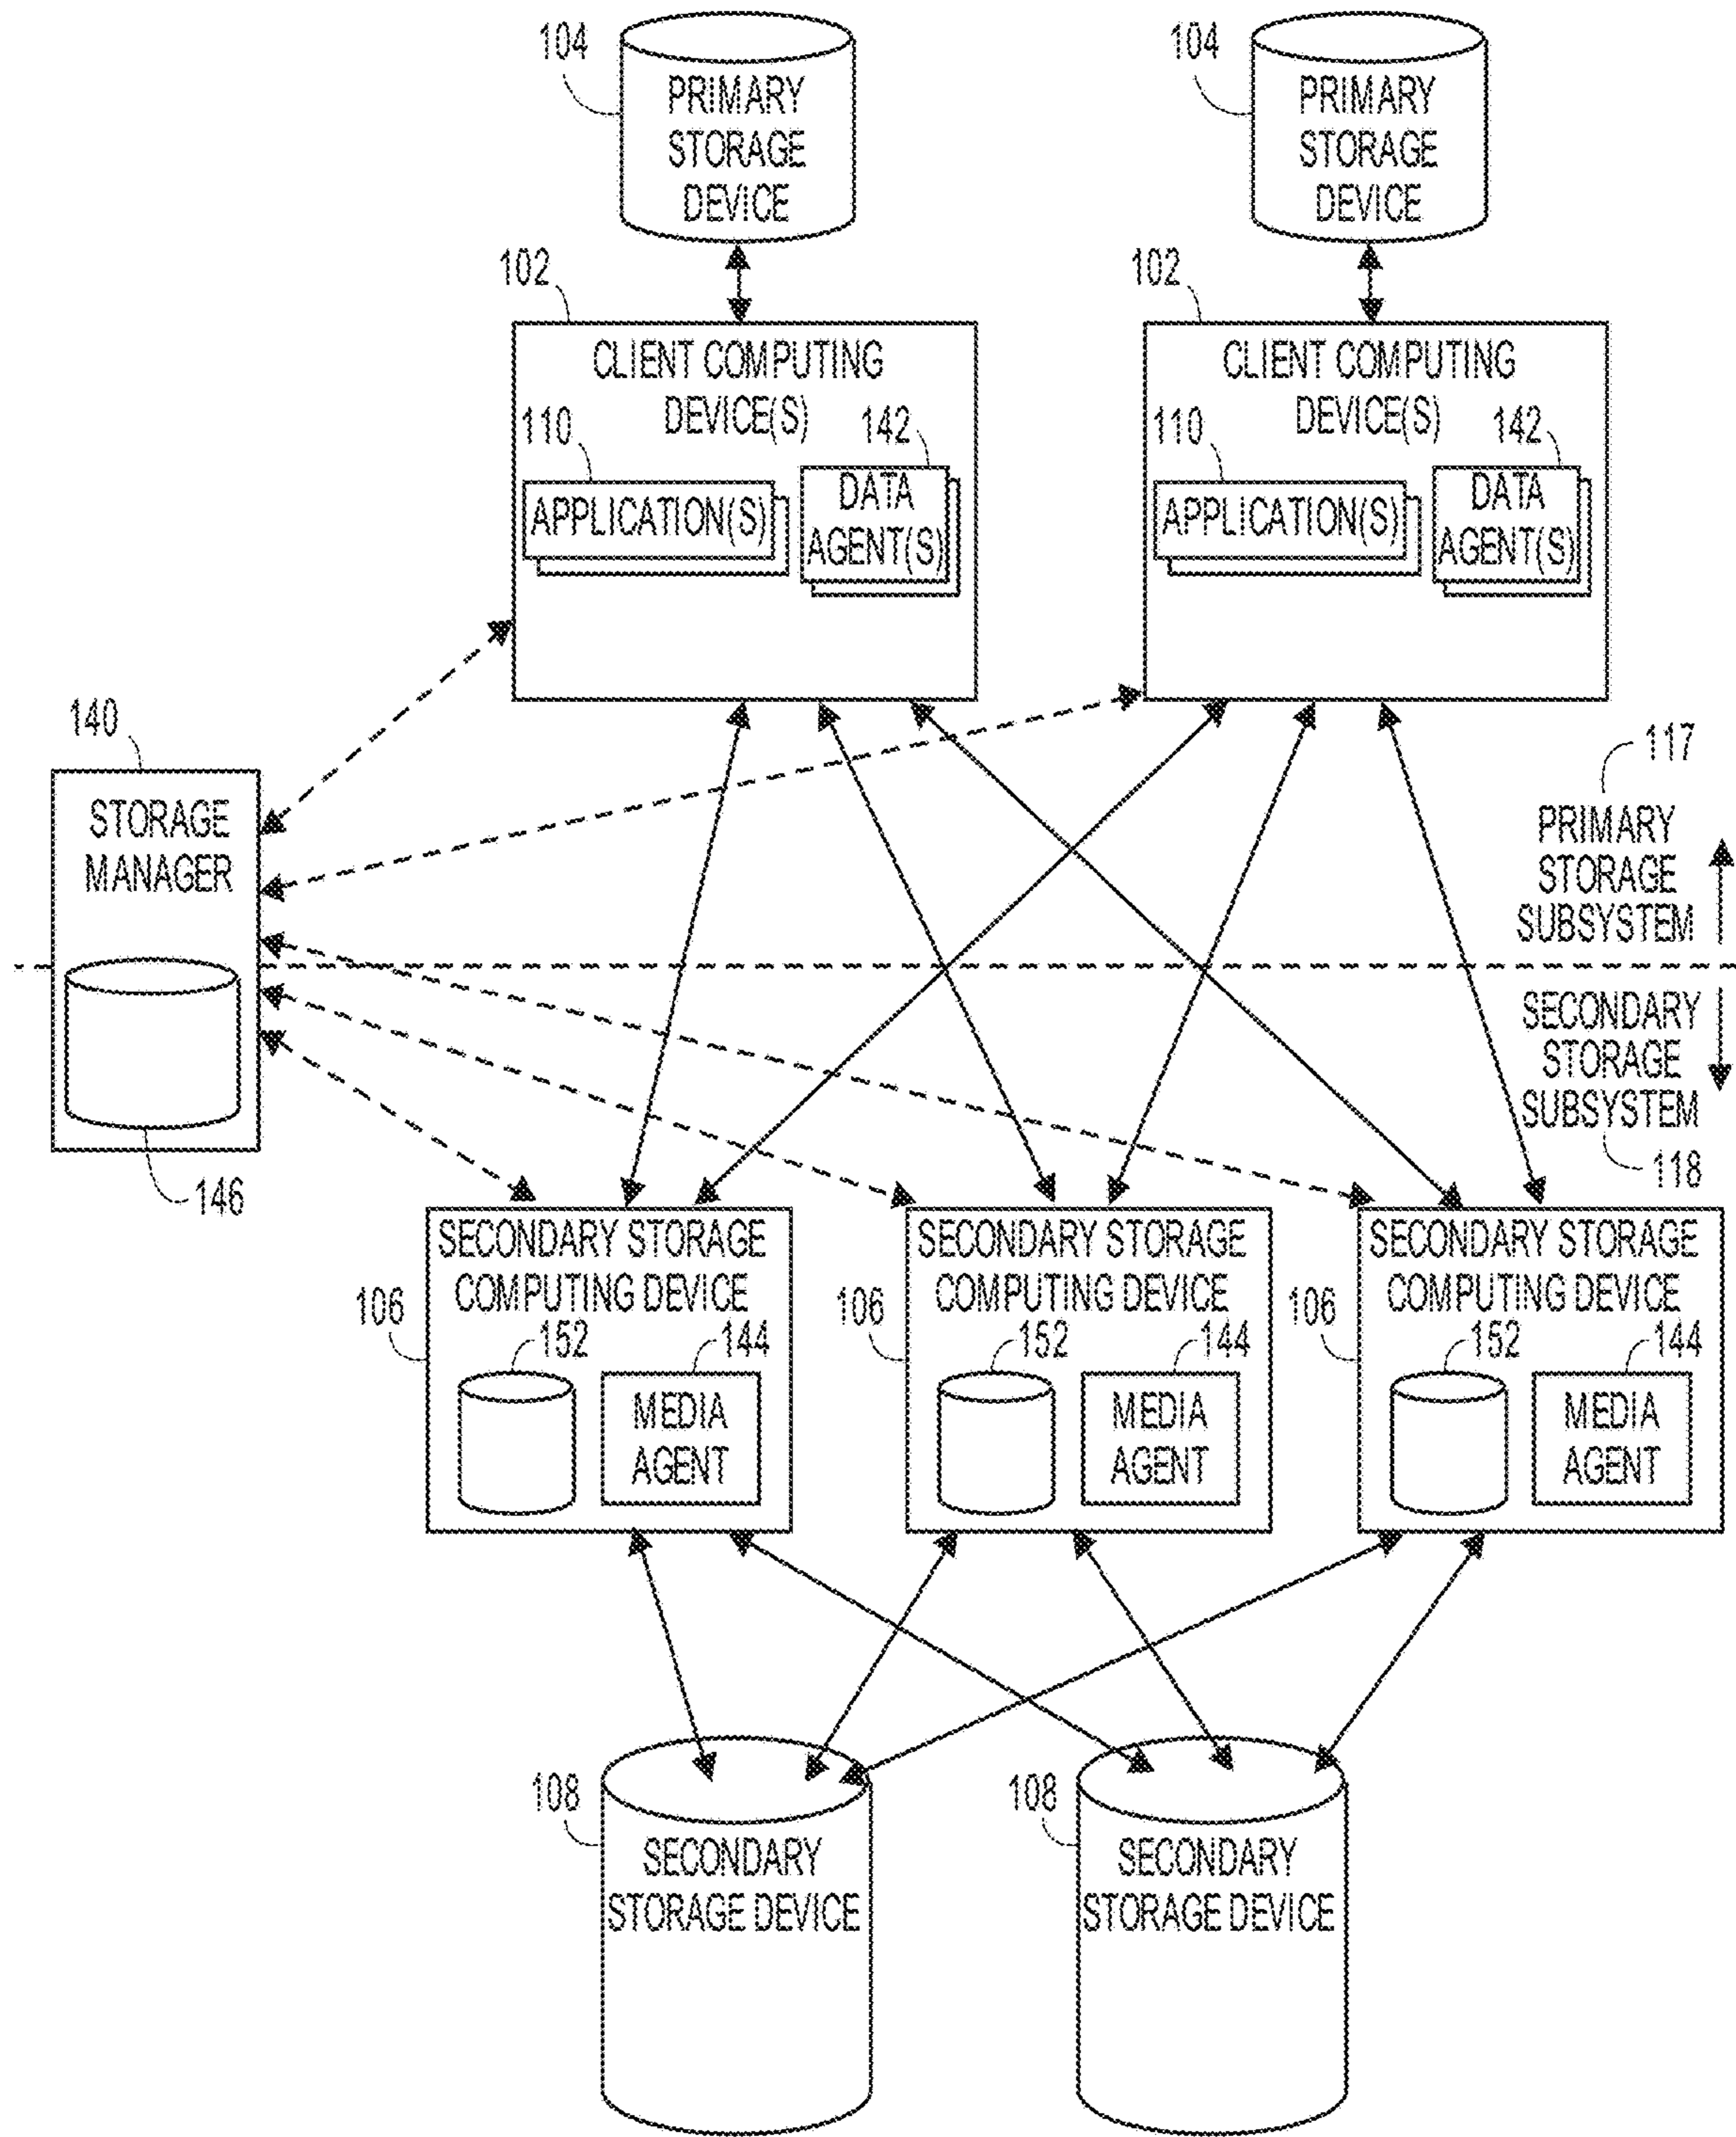 104
PRIMARY
STORAGE
DEVICE
104
PRIMARY
STORAGE
DEVICE
102
CLIENT COMPUTING
DEVICE(S)
110
142
APPLICATION(S)
DATA
AGENT(S)
102
CLIENT COMPUTING
DEVICE(S)
110
142
APPLICATION(S)
DATA
AGENT(S)
140
STORAGE
MANAGER
146
117
PRIMARY
STORAGE
SUBSYSTEM
SECONDARY
STORAGE
SUBSYSTEM
118
SECONDARY STORAGE
COMPUTING DEVICE
106
152
144
MEDIA
AGENT
SECONDARY STORAGE
COMPUTING DEVICE
106
152
144
MEDIA
AGENT
SECONDARY STORAGE
COMPUTING DEVICE
106
152
144
MEDIA
AGENT
108
SECONDARY
STORAGE DEVICE
108
SECONDARY
STORAGE DEVICE